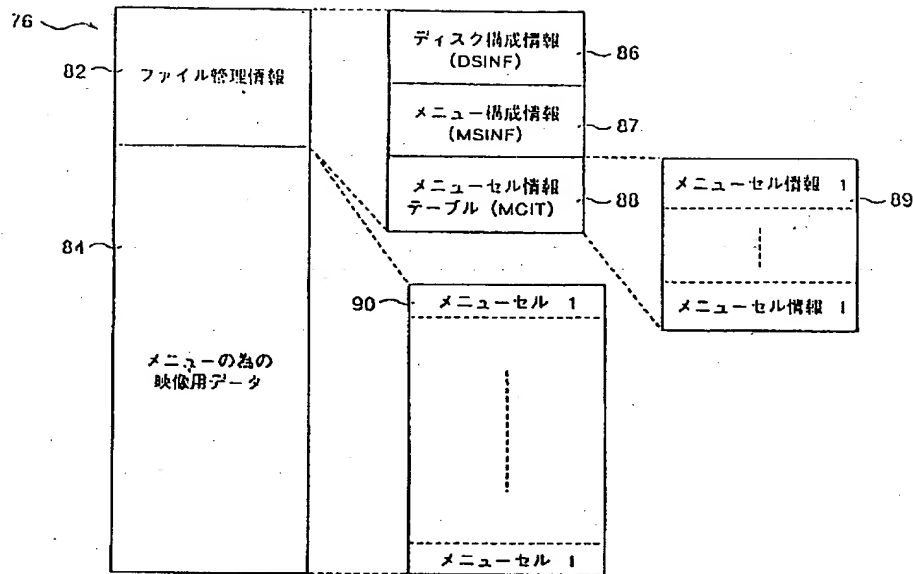 76
82
ファイル管理情報
84
メニューの為の
映像用データ
ディスク構成情報
(DSINF)
86
メニュー構成情報
(MSINF)
87
メニューセル情報
テーブル (MCIT)
88
メニューセル情報 1
89
メニューセル情報 I
90
メニューセル 1
メニューセル I